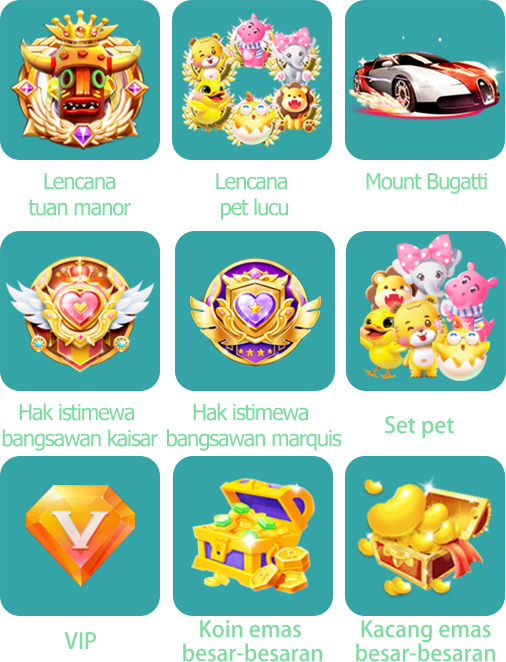 Lencana
tuan manor
Lencana
pet lucu
Mount Bugatti
Hak istimewa
bangsawan kaisar
Hak istimewa
bangsawan marquis
Set pet
V
VIP
Koin emas
besar-besaran
Kacang emas
besar-besaran